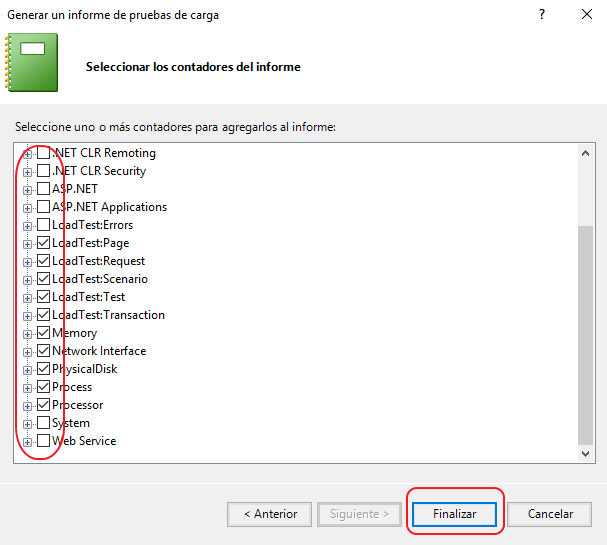 Generar un informe de pruebas de carga
?
Seleccionar los contadores del informe
Seleccione uno o más contadores para agregarlos al informe:
.NET CLR Remoting
.NET CLR Security
ASP.NET
ASP.NET Applications
LoadTest:Errors
LoadTest:Page
LoadTest:Request
LoadTest:Scenario
LoadTest:Test
LoadTest:Transaction
Memory
Network Interface
PhysicalDisk
Process
Processor
System
Web Service
< Anterior
Siguiente >
Finalizar
Cancelar